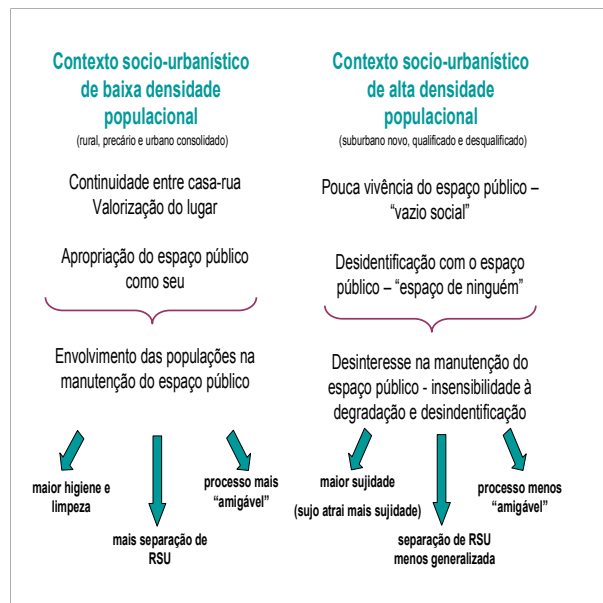 Contexto socio-urbanístico
de baixa densidade
populacional
(rural, precário e urbano consolidado)
Continuidade entre casa-rua
Valorização do lugar
Apropriação do espaço público
como seu
Envolvimento das populações na
manutenção do espaço público
maior higiene e
limpeza
mais separação de
RSU
processo mais
“amigável”
Contexto socio-urbanístico
de alta densidade
populacional
(suburbano novo, qualificado e desqualificado)
Pouca vivência do espaço público –
“vazio social”
Desidentificação com o espaço
público – “espaço de ninguém”
Desinteresse na manutenção do
espaço público - insensibilidade à
degradação e desindentificação
maior sujidade
(sujo atrai mais sujidade)
separação de RSU
menos generalizada
processo menos
“amigável”